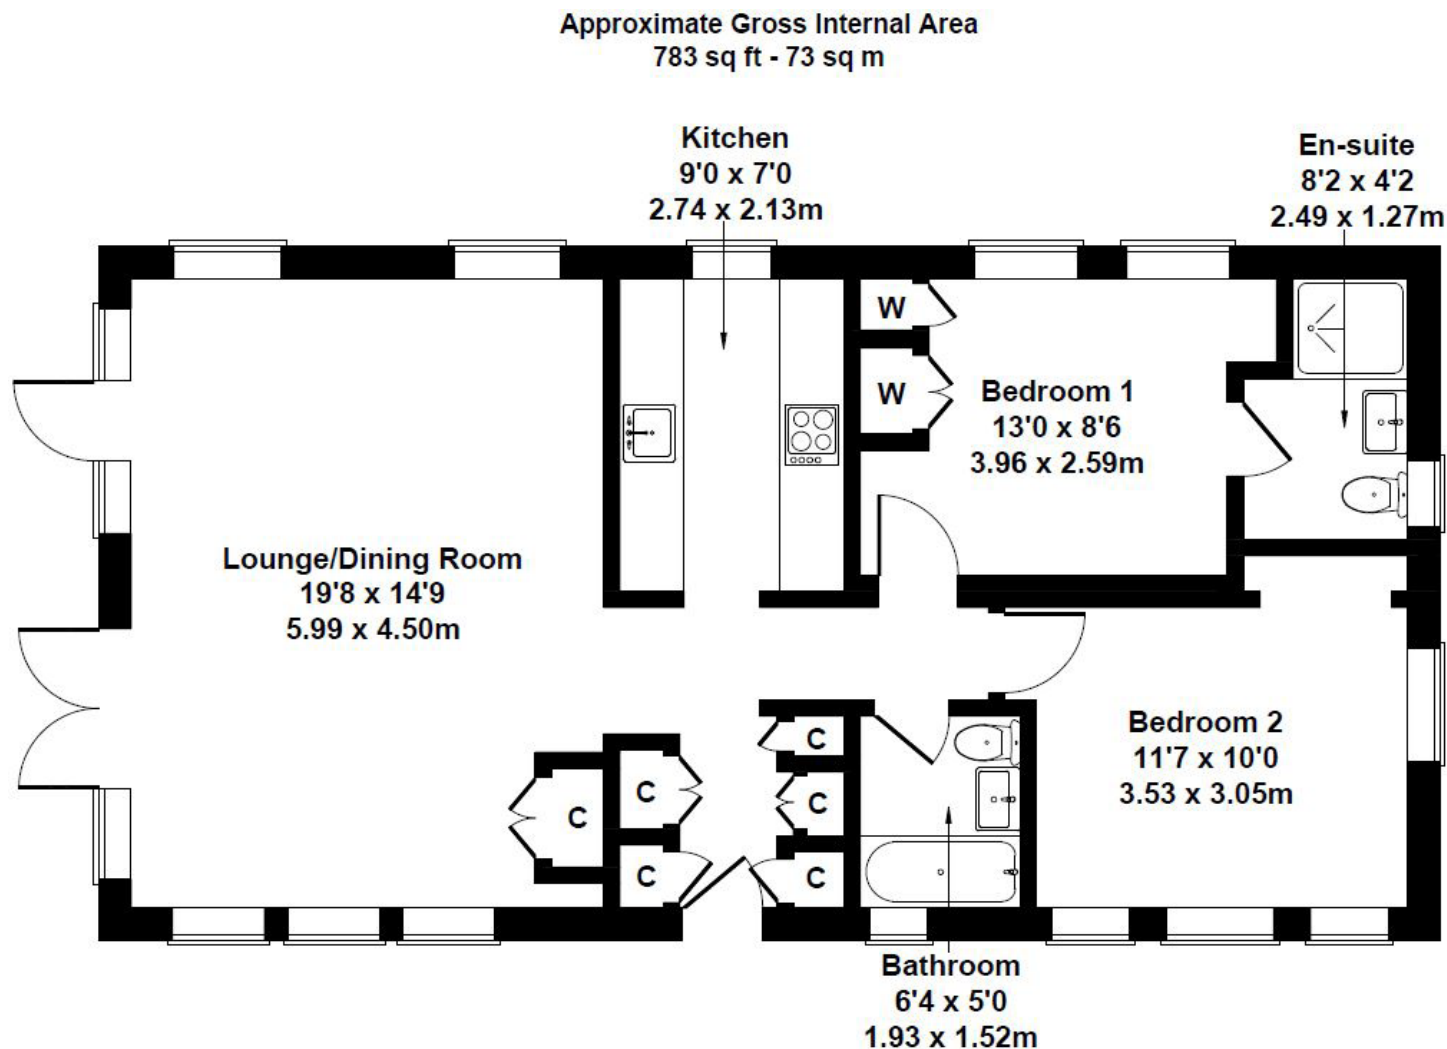 Approximate Gross Internal Area
783 sq ft - 73 sq m
Kitchen
9'0 x 7'0
2.74 x 2.13m
En-suite
8'2 x 4'2
2.49 x 1.27m
W
W
Bedroom 1
13'0 x 8'6
3.96 x 2.59m
Lounge/Dining Room
19'8 x 14'9
5.99 x 4.50m
Bedroom 2
11'7 x 10'0
3.53 x 3.05m
C
C
C
C
C
C
Bathroom
6'4 x 5'0
1.93 x 1.52m